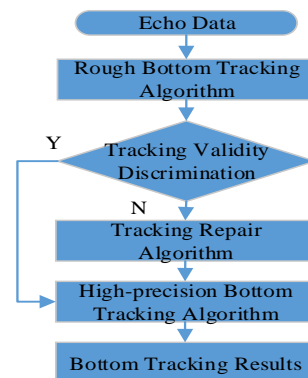 Echo Data
Rough Bottom Tracking
Algorithm
Y
Tracking Validity
Discrimination
N
Tracking Repair
Algorithm
High-precision Bottom
Tracking Algorithm
Bottom Tracking Results